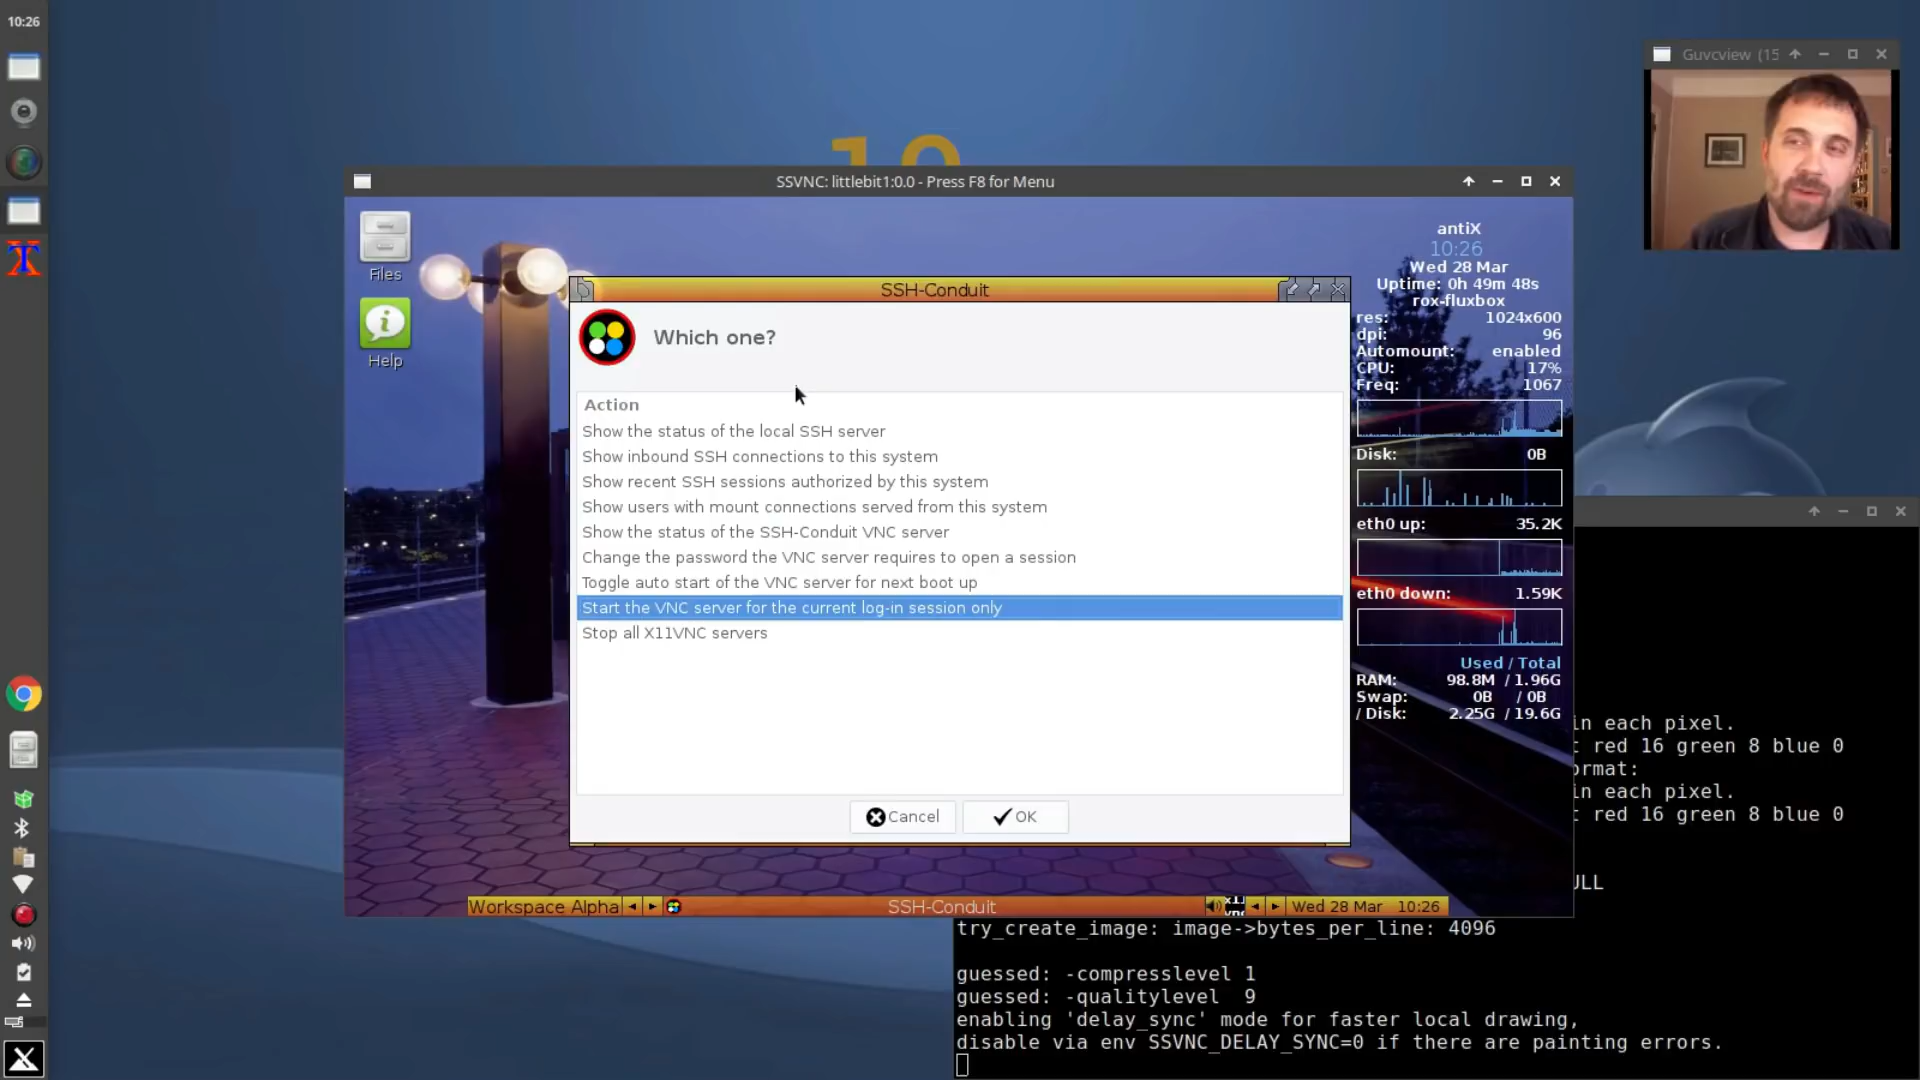 10:26
Guvcview (15
10
SSVNC: littlebit1:0.0 - Press F8 for Menu
Files
Help
antiX
10:26
Wed 28 Mar
Uptime: 0h 49m 48s
rox-fluxbox
res: 1024x600
dpi: 96
Automount: enabled
CPU: 17%
Freq: 1067
Disk: 0B
eth0 up: 35.2K
eth0 down: 1.59K
Used / Total
RAM: 98.8M / 1.96G
Swap: 0B / 0B
/ Disk: 2.25G / 19.6G
SSH-Conduit
Which one?
Action
Show the status of the local SSH server
Show inbound SSH connections to this system
Show recent SSH sessions authorized by this system
Show users with mount connections served from this system
Show the status of the SSH-Conduit VNC server
Change the password the VNC server requires to open a session
Toggle auto start of the VNC server for next boot up
Start the VNC server for the current log-in session only
Stop all X11VNC servers
Cancel
OK
Workspace Alpha
SSH-Conduit
Wed 28 Mar 10:26
in each pixel.
red 16 green 8 blue 0
ormat:
in each pixel.
red 16 green 8 blue 0
ULL
try_create_image: image->bytes_per_line: 4096
guessed: -compresslevel 1
guessed: -qualitylevel 9
enabling 'delay_sync' mode for faster local drawing,
disable via env SSVNC_DELAY_SYNC=0 if there are painting errors.